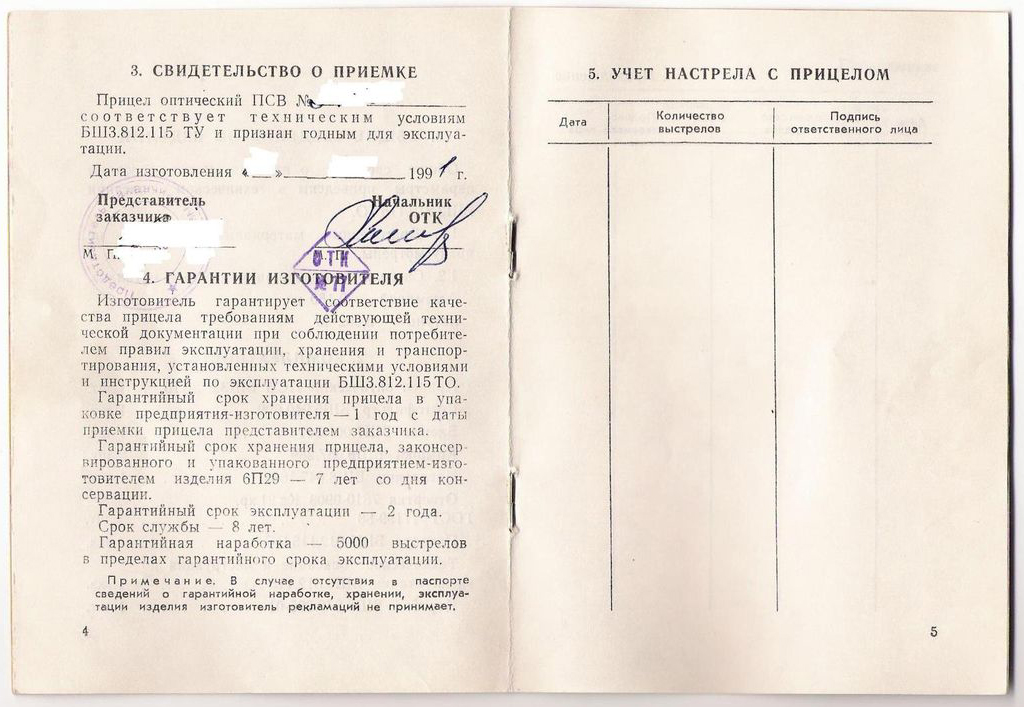 3. СВИДЕТЕЛЬСТВО О ПРИЕМКЕ
Прицел оптический ПСВ №
соответствует техническим условиям
БШЗ.812.115 ТУ и признан годным для эксплуа-
тации.
Дата изготовления « » 1991 г.
Представитель
заказчика
Начальник
ОТК
М. П.
ОТК
№ 77
4. ГАРАНТИИ ИЗГОТОВИТЕЛЯ
Изготовитель гарантирует соответствие каче-
ства прицела требованиям действующей техни-
ческой документации при соблюдении потребите-
лем правил эксплуатации, хранения и транспор-
тирования, установленных техническими условиями
и инструкцией по эксплуатации БШЗ.812.115 ТО.
Гарантийный срок хранения прицела в упа-
ковке предприятия-изготовителя — 1 год с даты
приемки прицела представителем заказчика.
Гарантийный срок хранения прицела, законсер-
вированного и упакованного предприятием-изго-
товителем изделия 6П29 — 7 лет со дня кон-
сервации.
Гарантийный срок эксплуатации — 2 года.
Срок службы — 8 лет.
Гарантийная наработка — 5000 выстрелов
в пределах гарантийного срока эксплуатации.
Примечание. В случае отсутствия в паспорте
сведений о гарантийной наработке, хранении, эксплуа-
тации изделия изготовитель рекламаций не принимает.
4
5. УЧЕТ НАСТРЕЛА С ПРИЦЕЛОМ
Дата
Количество
выстрелов
Подпись
ответственного лица
5